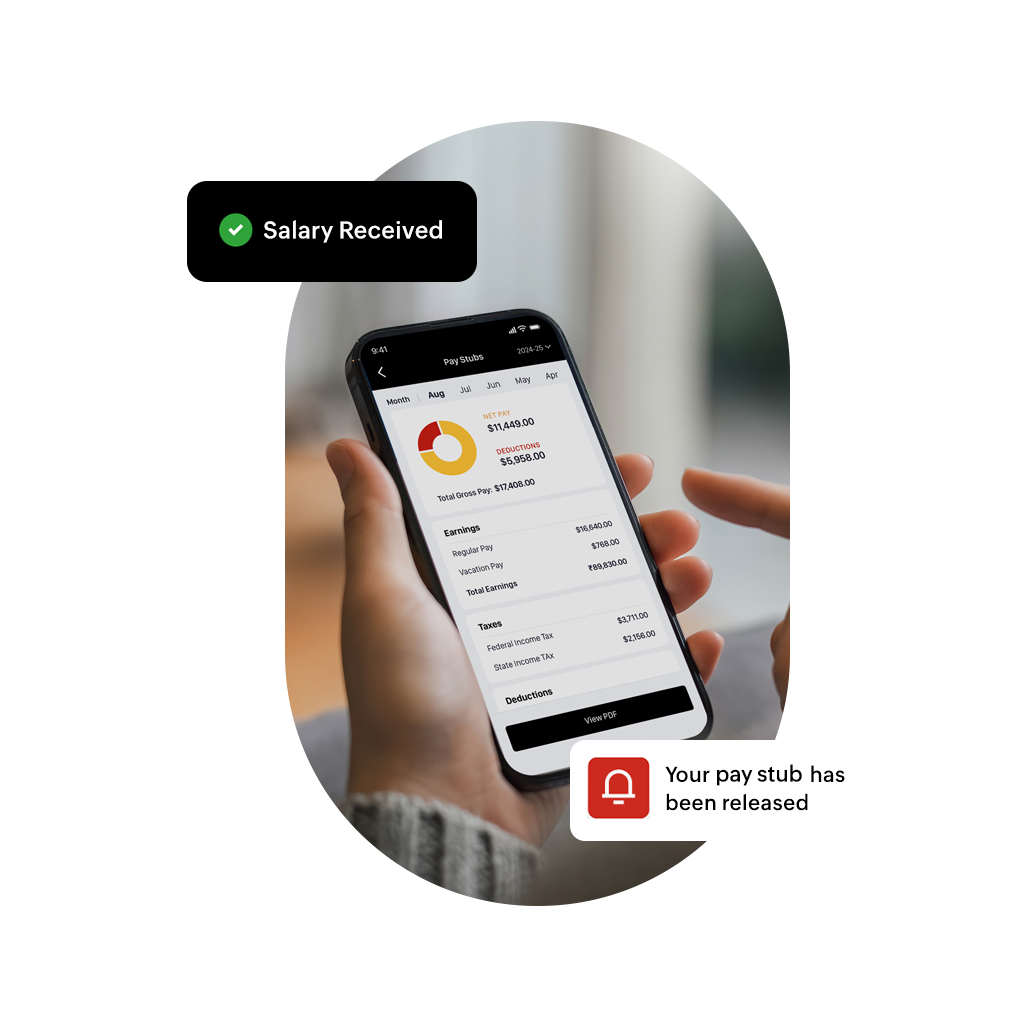 Salary Received
9:41
Pay Stubs
2024-25
Month
Aug
Jul
Jun
May
Apr
NET PAY
$11,449.00
DEDUCTIONS
$5,958.00
Total Gross Pay: $17,408.00
Earnings
Regular Pay $16,640.00
Vacation Pay $768.00
Total Earnings ₹89,830.00
Taxes
Federal Income Tax $3,711.00
State Income TAx $2,156.00
Deductions
View PDF
Your pay stub has
been released